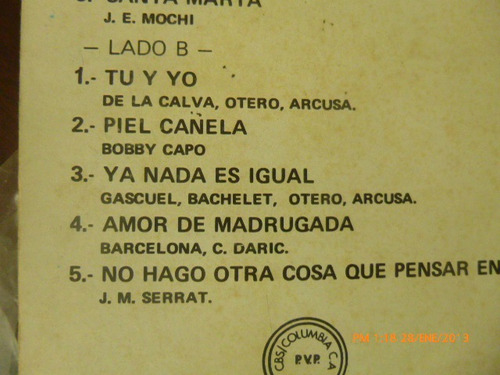 J. E. MOCHI
— LADO B —
1.- TU Y YO
DE LA CALVA, OTERO, ARCUSA.
2.- PIEL CANELA
BOBBY CAPO
3.- YA NADA ES IGUAL
GASCUEL, BACHELET, OTERO, ARCUSA.
4.- AMOR DE MADRUGADA
BARCELONA, C. DARIC.
5.- NO HAGO OTRA COSA QUE PENSAR EN
J. M. SERRAT.
CBS/COLUMBIA C.A
P.V.P.